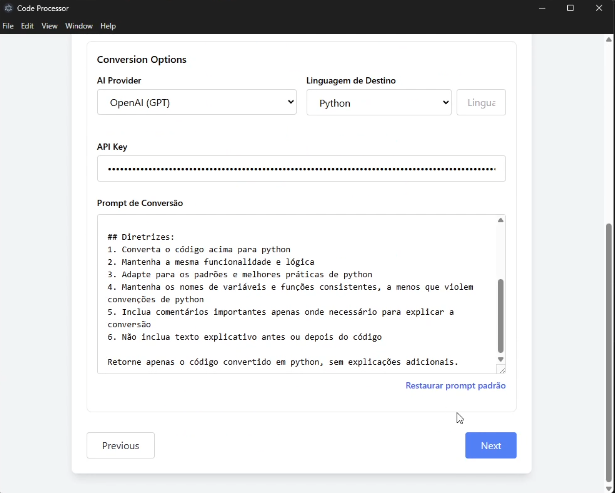 Code Processor
File Edit View Window Help
Conversion Options
AI Provider Linguagem de Destino
OpenAI (GPT) Python Lingua
API Key
Prompt de Conversão
## Diretrizes:
1. Converta o código acima para python
2. Mantenha a mesma funcionalidade e lógica
3. Adapte para os padrões e melhores práticas de python
4. Mantenha os nomes de variáveis e funções consistentes, a menos que violem
convenções de python
5. Inclua comentários importantes apenas onde necessário para explicar a
conversão
6. Não inclua texto explicativo antes ou depois do código
Retorne apenas o código convertido em python, sem explicações adicionais.
Restaurar prompt padrão
Previous Next